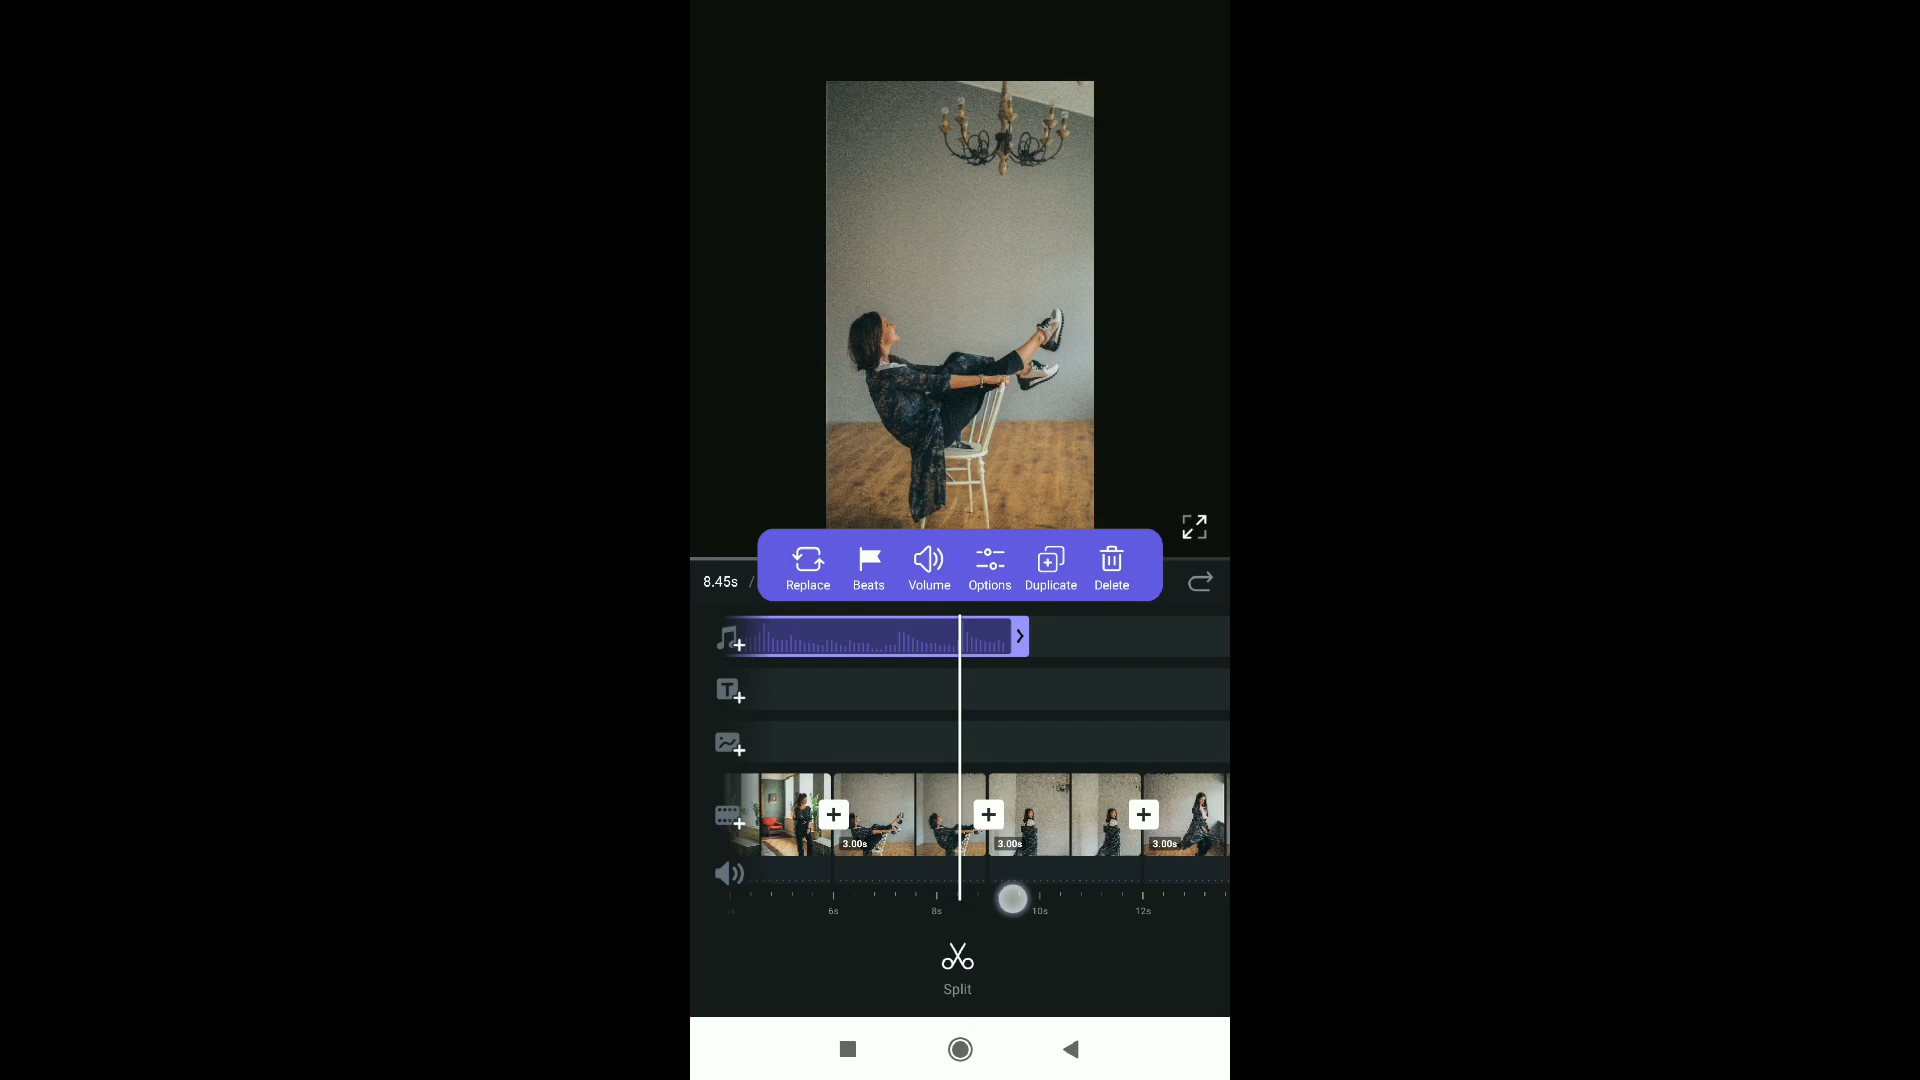 Replace Beats Volume Options Duplicate Delete
8.45s /
T
3.00s 3.00s 3.00s
6s 8s 10s 12s
Split